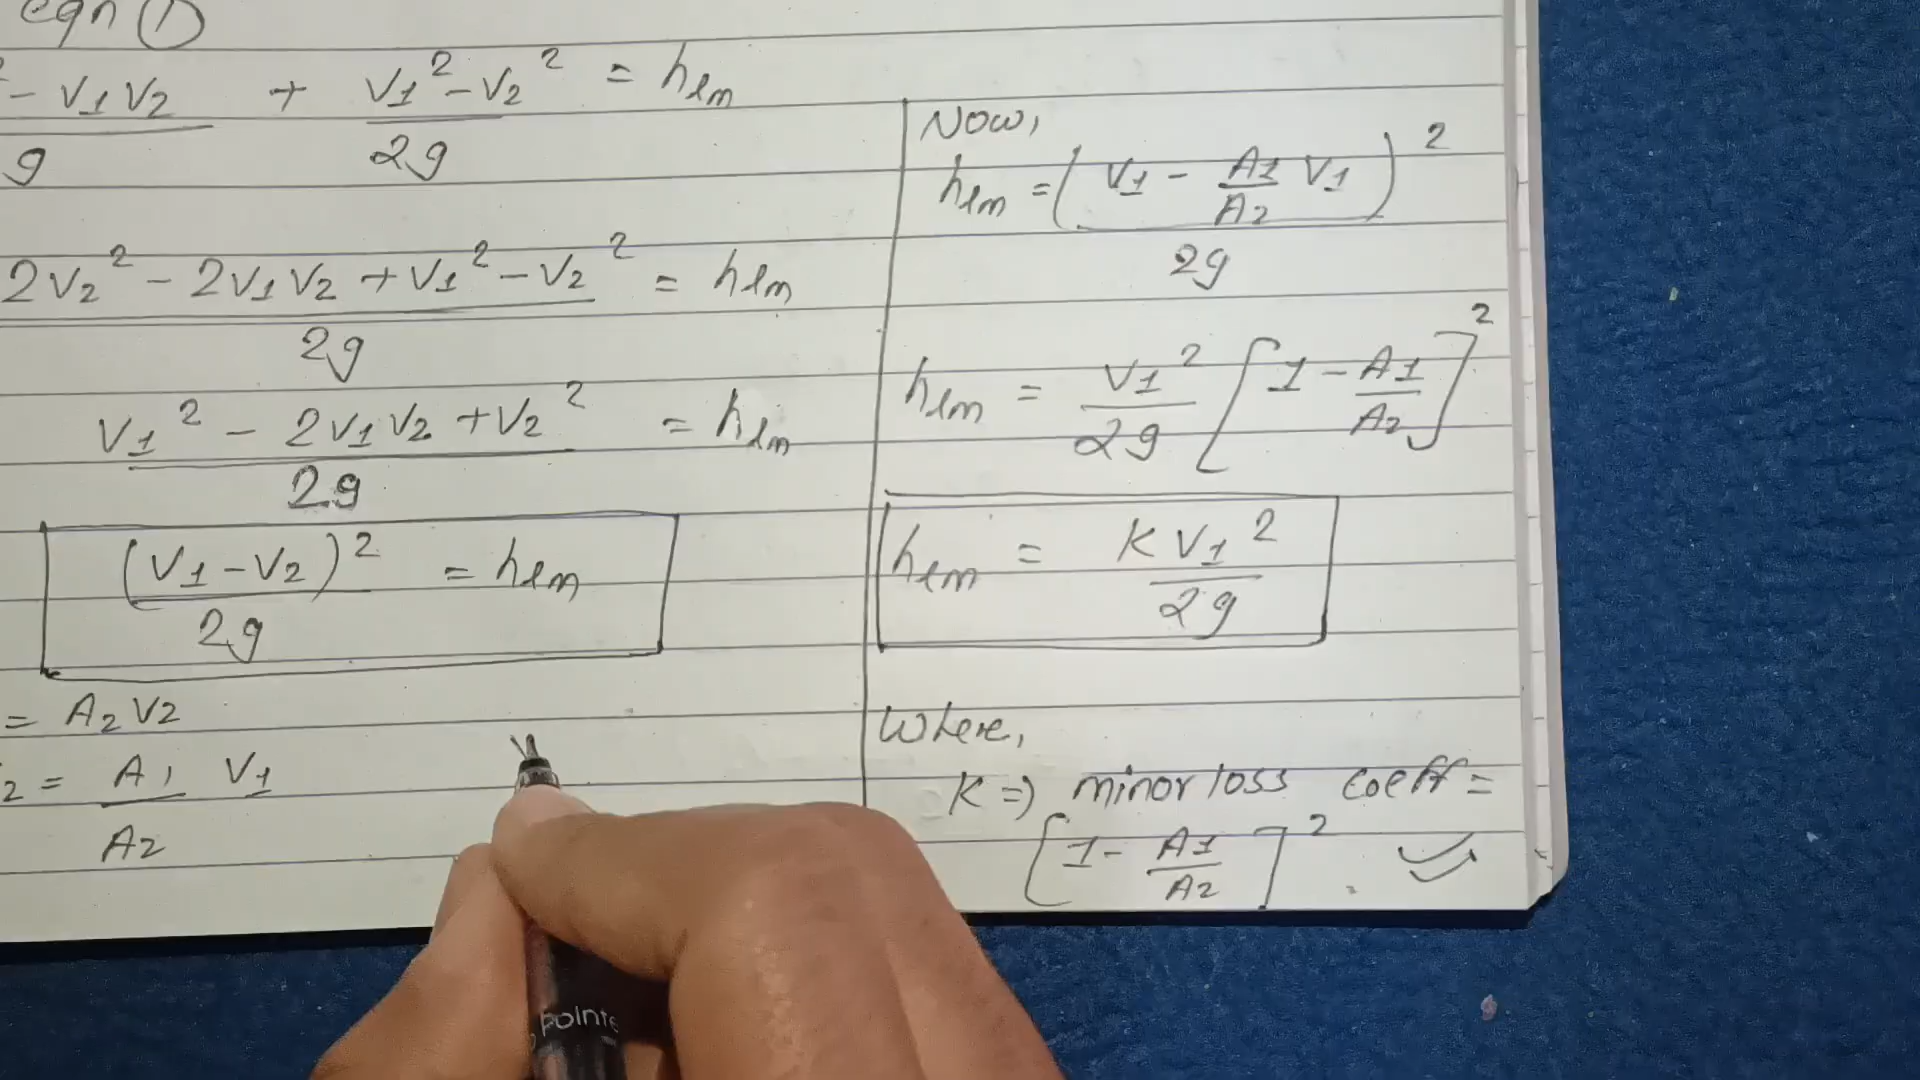 eqn ①
² - V1 V2 / g + V1² - V2² / 2g = hlm
2V2² - 2V1 V2 + V1² - V2² / 2g = hlm
V1² - 2V1 V2 + V2² / 2g = hlm
(V1 - V2)² / 2g = hlm
= A2 V2
2 = A1 / A2 V1
Now,
hlm = (V1 - A1/A2 V1)² / 2g
hlm = V1² / 2g [1 - A1/A2]²
hlm = K V1² / 2g
Where,
K => minor loss coeff =
[1 - A1/A2]² .
Pointe